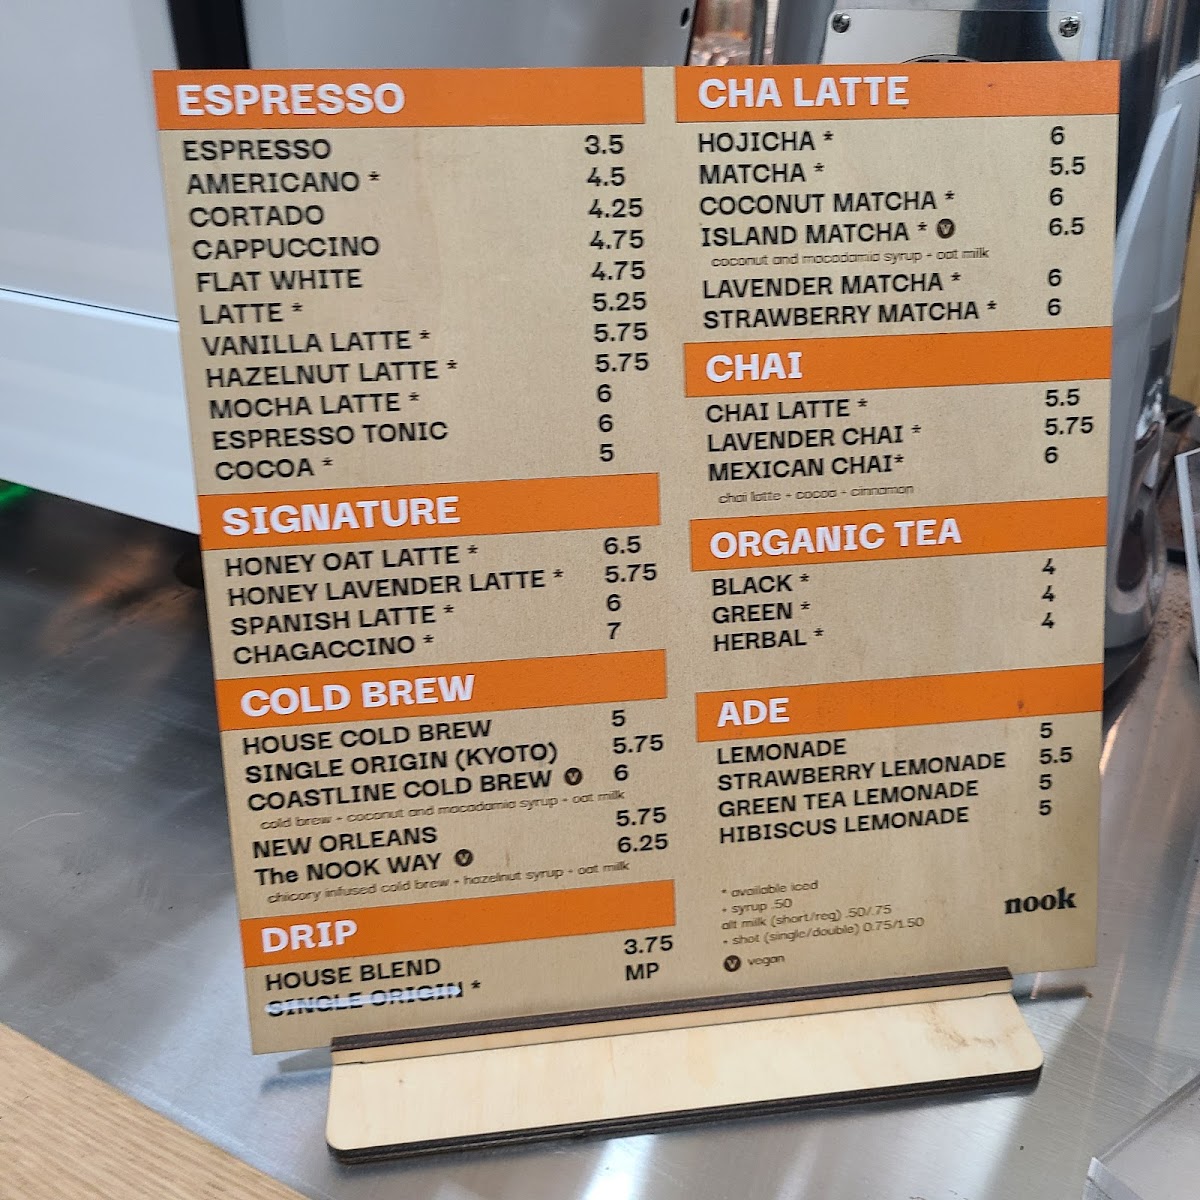 ESPRESSO
ESPRESSO 3.5
AMERICANO * 4.5
CORTADO 4.25
CAPPUCCINO 4.75
FLAT WHITE 4.75
LATTE * 5.25
VANILLA LATTE * 5.75
HAZELNUT LATTE * 5.75
MOCHA LATTE * 6
ESPRESSO TONIC 6
COCOA * 5
SIGNATURE
HONEY OAT LATTE * 6.5
HONEY LAVENDER LATTE * 5.75
SPANISH LATTE * 6
CHAGACCINO * 7
COLD BREW
HOUSE COLD BREW 5
SINGLE ORIGIN (KYOTO) 5.75
COASTLINE COLD BREW V 6
cold brew + coconut and macadamia syrup + oat milk
NEW ORLEANS 5.75
The NOOK WAY V 6.25
chicory infused cold brew + hazelnut syrup + oat milk
DRIP
HOUSE BLEND 3.75
SINGLE ORIGIN * MP
CHA LATTE
HOJICHA * 6
MATCHA * 5.5
COCONUT MATCHA * 6
ISLAND MATCHA * V 6.5
coconut and macadamia syrup + oat milk
LAVENDER MATCHA * 6
STRAWBERRY MATCHA * 6
CHAI
CHAI LATTE * 5.5
LAVENDER CHAI * 5.75
MEXICAN CHAI* 6
chai latte + cocoa + cinnamon
ORGANIC TEA
BLACK * 4
GREEN * 4
HERBAL * 4
ADE
LEMONADE 5
STRAWBERRY LEMONADE 5.5
GREEN TEA LEMONADE 5
HIBISCUS LEMONADE 5
* available iced
+ syrup .50
alt milk (short/reg) .50/.75
+ shot (single/double) 0.75/1.50
V vegan
nook